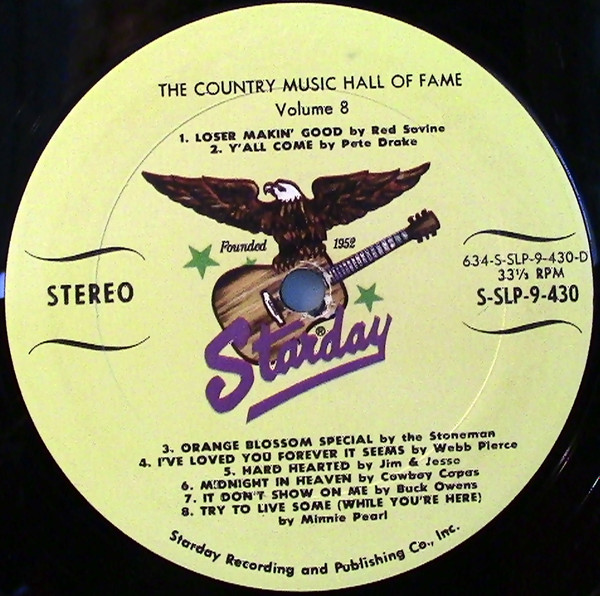 THE COUNTRY MUSIC HALL OF FAME
Volume 8
1. LOSER MAKIN' GOOD by Red Sovine
2. Y'ALL COME by Pete Drake
Founded 1952
STEREO
634-S-SLP-9-430-D
33⅓ RPM
S-SLP-9-430
Starday®
3. ORANGE BLOSSOM SPECIAL by the Stoneman
4. I'VE LOVED YOU FOREVER IT SEEMS by Webb Pierce
5. HARD HEARTED by Jim & Jesse
6. MIDNIGHT IN HEAVEN by Cowboy Copas
7. IT DON'T SHOW ON ME by Buck Owens
8. TRY TO LIVE SOME (WHILE YOU'RE HERE)
by Minnie Pearl
Starday Recording and Publishing Co., Inc.